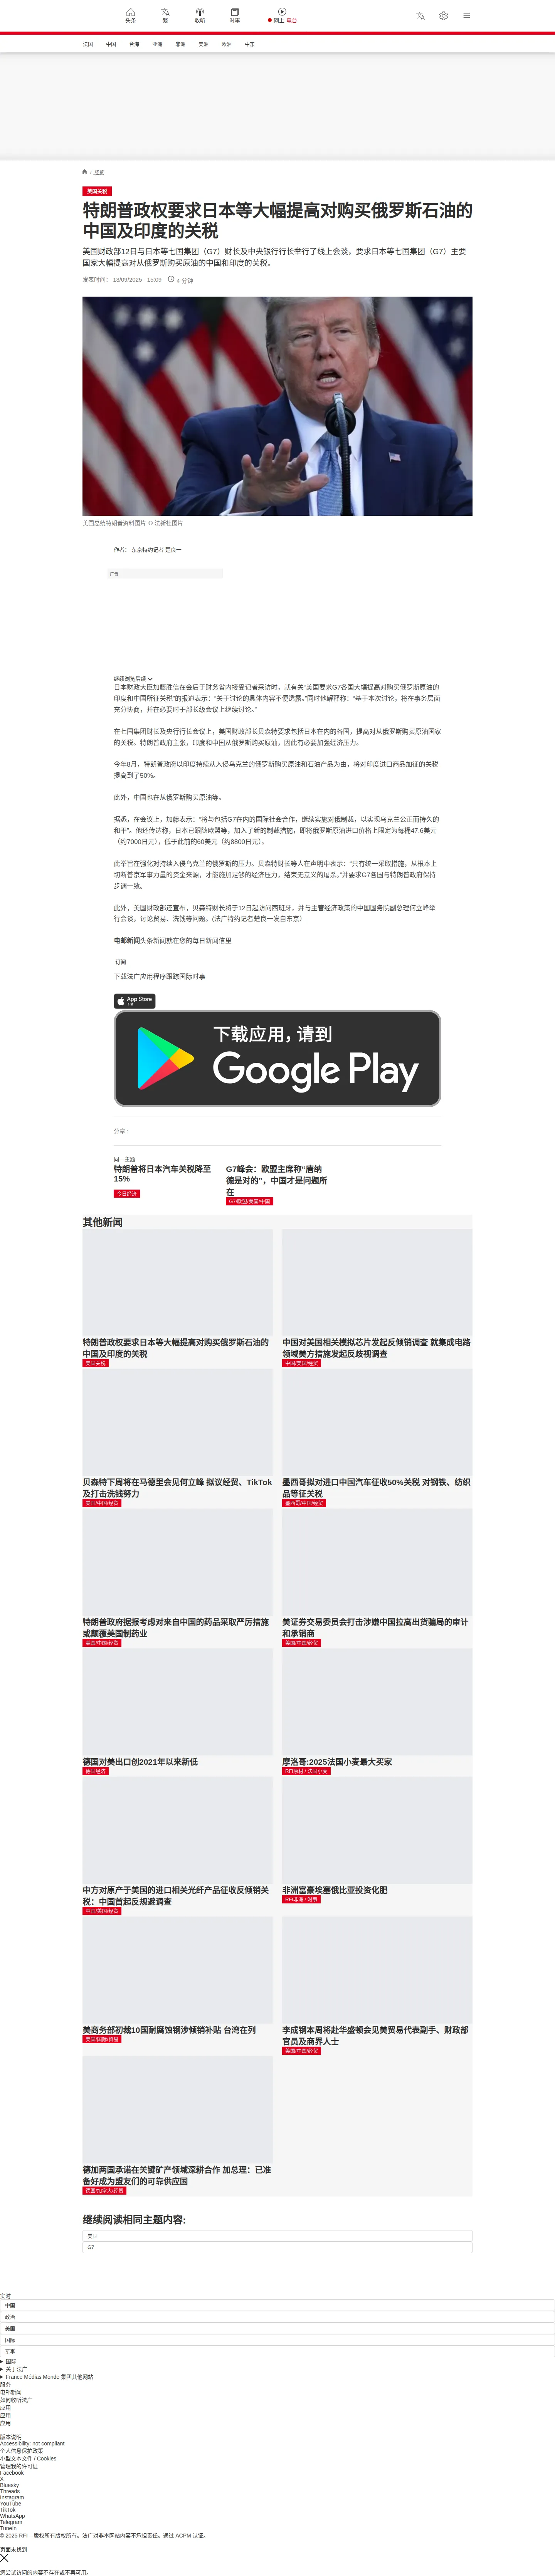 头条
繁
收听
时事
网上 电台
法国
中国
台海
亚洲
非洲
美洲
欧洲
中东
/ 经贸
美国关税
特朗普政权要求日本等大幅提高对购买俄罗斯石油的
中国及印度的关税
美国财政部12日与日本等七国集团（G7）财长及中央银行行长举行了线上会谈，要求日本等七国集团（G7）主要
国家大幅提高对从俄罗斯购买原油的中国和印度的关税。
发表时间： 13/09/2025 - 15:09
4 分钟
美国总统特朗普资料图片 © 法新社图片
作者： 东京特约记者 楚良一
广告
继续浏览后续
日本财政大臣加藤胜信在会后于财务省内接受记者采访时，就有关“美国要求G7各国大幅提高对购买俄罗斯原油的
印度和中国所征关税”的报道表示：“关于讨论的具体内容不便透露。”同时他解释称：“基于本次讨论，将在事务层面
充分协商，并在必要时于部长级会议上继续讨论。”
在七国集团财长及央行行长会议上，美国财政部长贝森特要求包括日本在内的各国，提高对从俄罗斯购买原油国家
的关税。特朗普政府主张，印度和中国从俄罗斯购买原油，因此有必要加强经济压力。
今年8月，特朗普政府以印度持续从入侵乌克兰的俄罗斯购买原油和石油产品为由，将对印度进口商品加征的关税
提高到了50%。
此外，中国也在从俄罗斯购买原油等。
据悉，在会议上，加藤表示：“将与包括G7在内的国际社会合作，继续实施对俄制裁，以实现乌克兰公正而持久的
和平”。他还传达称，日本已跟随欧盟等，加入了新的制裁措施，即将俄罗斯原油进口价格上限定为每桶47.6美元
（约7000日元），低于此前的60美元（约8800日元）。
此举旨在强化对持续入侵乌克兰的俄罗斯的压力。贝森特财长等人在声明中表示：“只有统一采取措施，从根本上
切断普京军事力量的资金来源，才能施加足够的经济压力，结束无意义的屠杀。”并要求G7各国与特朗普政府保持
步调一致。
此外，美国财政部还宣布，贝森特财长将于12日起访问西班牙，并与主管经济政策的中国国务院副总理何立峰举
行会谈，讨论贸易、洗钱等问题。(法广特约记者楚良一发自东京）
电邮新闻头条新闻就在您的每日新闻信里
订阅
下载法广应用程序跟踪国际时事
App Store
下载
下载应用，请到
Google Play
分享 :
同一主题
特朗普将日本汽车关税降至
15%
今日经济
G7峰会：欧盟主席称“唐纳
德是对的”，中国才是问题所
在
G7/欧盟/美国/中国
其他新闻
特朗普政权要求日本等大幅提高对购买俄罗斯石油的
中国及印度的关税
美国关税
中国对美国相关模拟芯片发起反倾销调查 就集成电路
领域美方措施发起反歧视调查
中国/美国/经贸
贝森特下周将在马德里会见何立峰 拟议经贸、TikTok
及打击洗钱努力
美国/中国/经贸
墨西哥拟对进口中国汽车征收50%关税 对钢铁、纺织
品等征关税
墨西哥/中国/经贸
特朗普政府据报考虑对来自中国的药品采取严厉措施
或颠覆美国制药业
美国/中国/经贸
美证券交易委员会打击涉嫌中国拉高出货骗局的审计
和承销商
美国/中国/经贸
德国对美出口创2021年以来新低
德国经济
摩洛哥:2025法国小麦最大买家
RFI原材 / 法国小麦
中方对原产于美国的进口相关光纤产品征收反倾销关
税：中国首起反规避调查
中国/美国/经贸
非洲富豪埃塞俄比亚投资化肥
RFI非洲 / 时事
美商务部初裁10国耐腐蚀钢涉倾销补贴 台湾在列
美国/国际/贸易
李成钢本周将赴华盛顿会见美贸易代表副手、财政部
官员及商界人士
美国/中国/经贸
德加两国承诺在关键矿产领域深耕合作 加总理：已准
备好成为盟友们的可靠供应国
德国/加拿大/经贸
继续阅读相同主题内容:
美国
G7
实时
中国
政治
美国
国际
军事
国际
关于法广
France Médias Monde 集团其他网站
服务
电邮新闻
如何收听法广
应用
应用
应用
版本说明
Accessibility: not compliant
个人信息保护政策
小型文本文件 / Cookies
管理我的许可证
Facebook
X
Bluesky
Threads
Instagram
YouTube
TikTok
WhatsApp
Telegram
TuneIn
© 2025 RFI – 版权所有版权所有。法广对非本网站内容不承担责任。通过 ACPM 认证。
页面未找到
您尝试访问的内容不存在或不再可用。